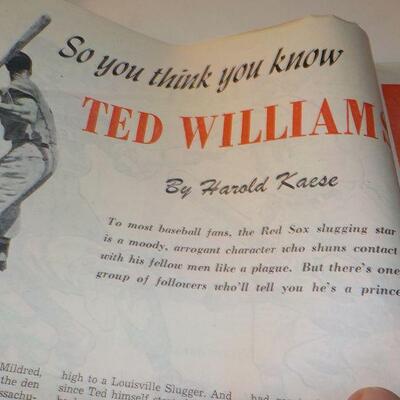 So you think you know
TED WILLIAMS
By Harold Kaese
To most baseball fans, the Red Sox slugging star
is a moody, arrogant character who shuns contact
with his fellow men like a plague. But there's one
group of followers who'll tell you he's a prince
Mildred,
the den
high to a Louisville Slugger. And
since Ted himself
had